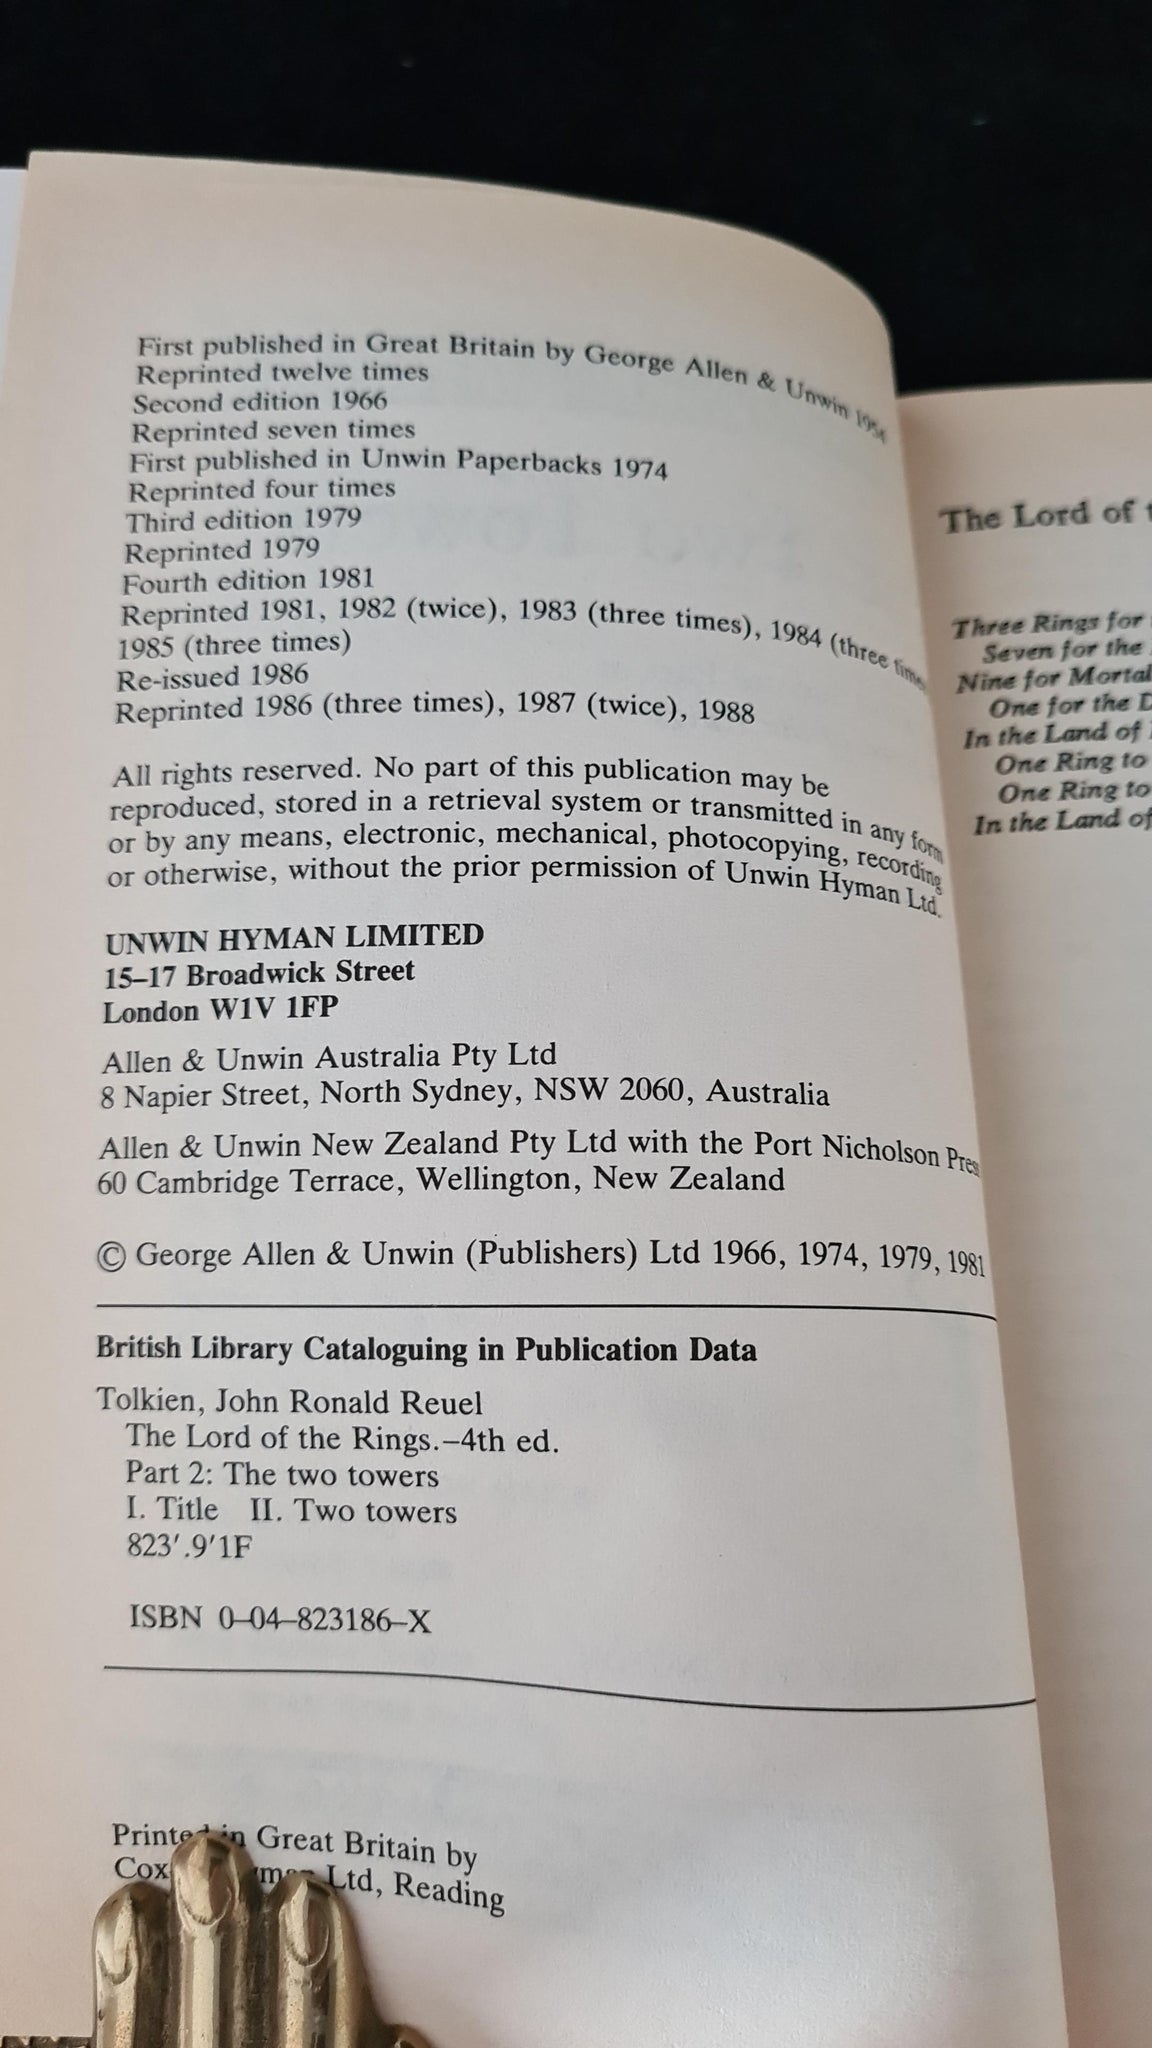 First published in Great Britain by George Allen & Unwin 1954
Reprinted twelve times
Second edition 1966
Reprinted seven times
First published in Unwin Paperbacks 1974
Reprinted four times
Third edition 1979
Reprinted 1979
Fourth edition 1981
Reprinted 1981, 1982 (twice), 1983 (three times), 1984 (three times
1985 (three times)
Re-issued 1986
Reprinted 1986 (three times), 1987 (twice), 1988
All rights reserved. No part of this publication may be
reproduced, stored in a retrieval system or transmitted in any form
or by any means, electronic, mechanical, photocopying, recording
or otherwise, without the prior permission of Unwin Hyman Ltd.
UNWIN HYMAN LIMITED
15–17 Broadwick Street
London W1V 1FP
Allen & Unwin Australia Pty Ltd
8 Napier Street, North Sydney, NSW 2060, Australia
Allen & Unwin New Zealand Pty Ltd with the Port Nicholson Press
60 Cambridge Terrace, Wellington, New Zealand
© George Allen & Unwin (Publishers) Ltd 1966, 1974, 1979, 1981
British Library Cataloguing in Publication Data
Tolkien, John Ronald Reuel
The Lord of the Rings.–4th ed.
Part 2: The two towers
I. Title II. Two towers
823′.9′1F
ISBN 0–04–823186–X
Printed in Great Britain by
Cox Ltd, Reading
The Lord of
Three Rings for
Seven for the
Nine for Mortal
One for the
In the Land of
One Ring to
One Ring to
In the Land of